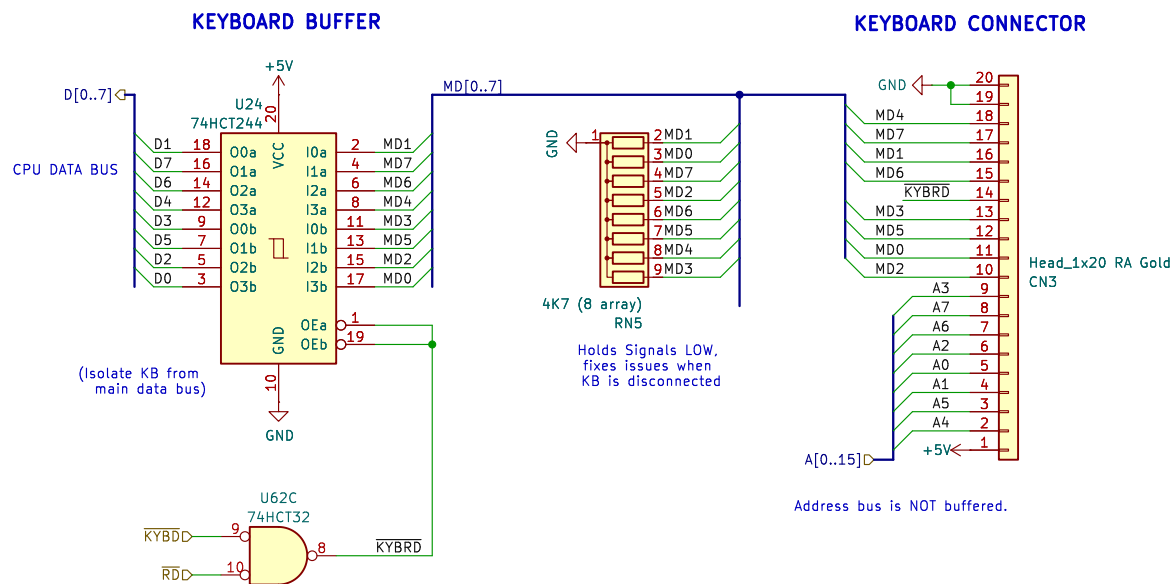 KEYBOARD BUFFER
KEYBOARD CONNECTOR
+5V
D[0..7]
MD[0..7]
U24
74HCT244
20
VCC
CPU DATA BUS
D1 18 O0a I0a 2 MD1
D7 16 O1a I1a 4 MD7
D6 14 O2a I2a 6 MD6
D4 12 O3a I3a 8 MD4
D3 9 O0b I0b 11 MD3
D5 7 O1b I1b 13 MD5
D2 5 O2b I2b 15 MD2
D0 3 O3b I3b 17 MD0
OEa 1
OEb 19
GND
10
GND
(Isolate KB from
main data bus)
GND 1
2 MD1
3 MD0
4 MD7
5 MD2
6 MD6
7 MD5
8 MD4
9 MD3
4K7 (8 array)
RN5
Holds Signals LOW,
fixes issues when
KB is disconnected
GND 20
19
MD4 18
MD7 17
MD1 16
MD6 15
KYBRD 14
MD3 13
MD5 12
MD0 11
MD2 10
A3 9
A7 8
A6 7
A2 6
A0 5
A1 4
A5 3
A4 2
+5V 1
Head_1x20 RA Gold
CN3
A[0..15]
Address bus is NOT buffered.
U62C
74HCT32
KYBD 9
RD 10
8 KYBRD